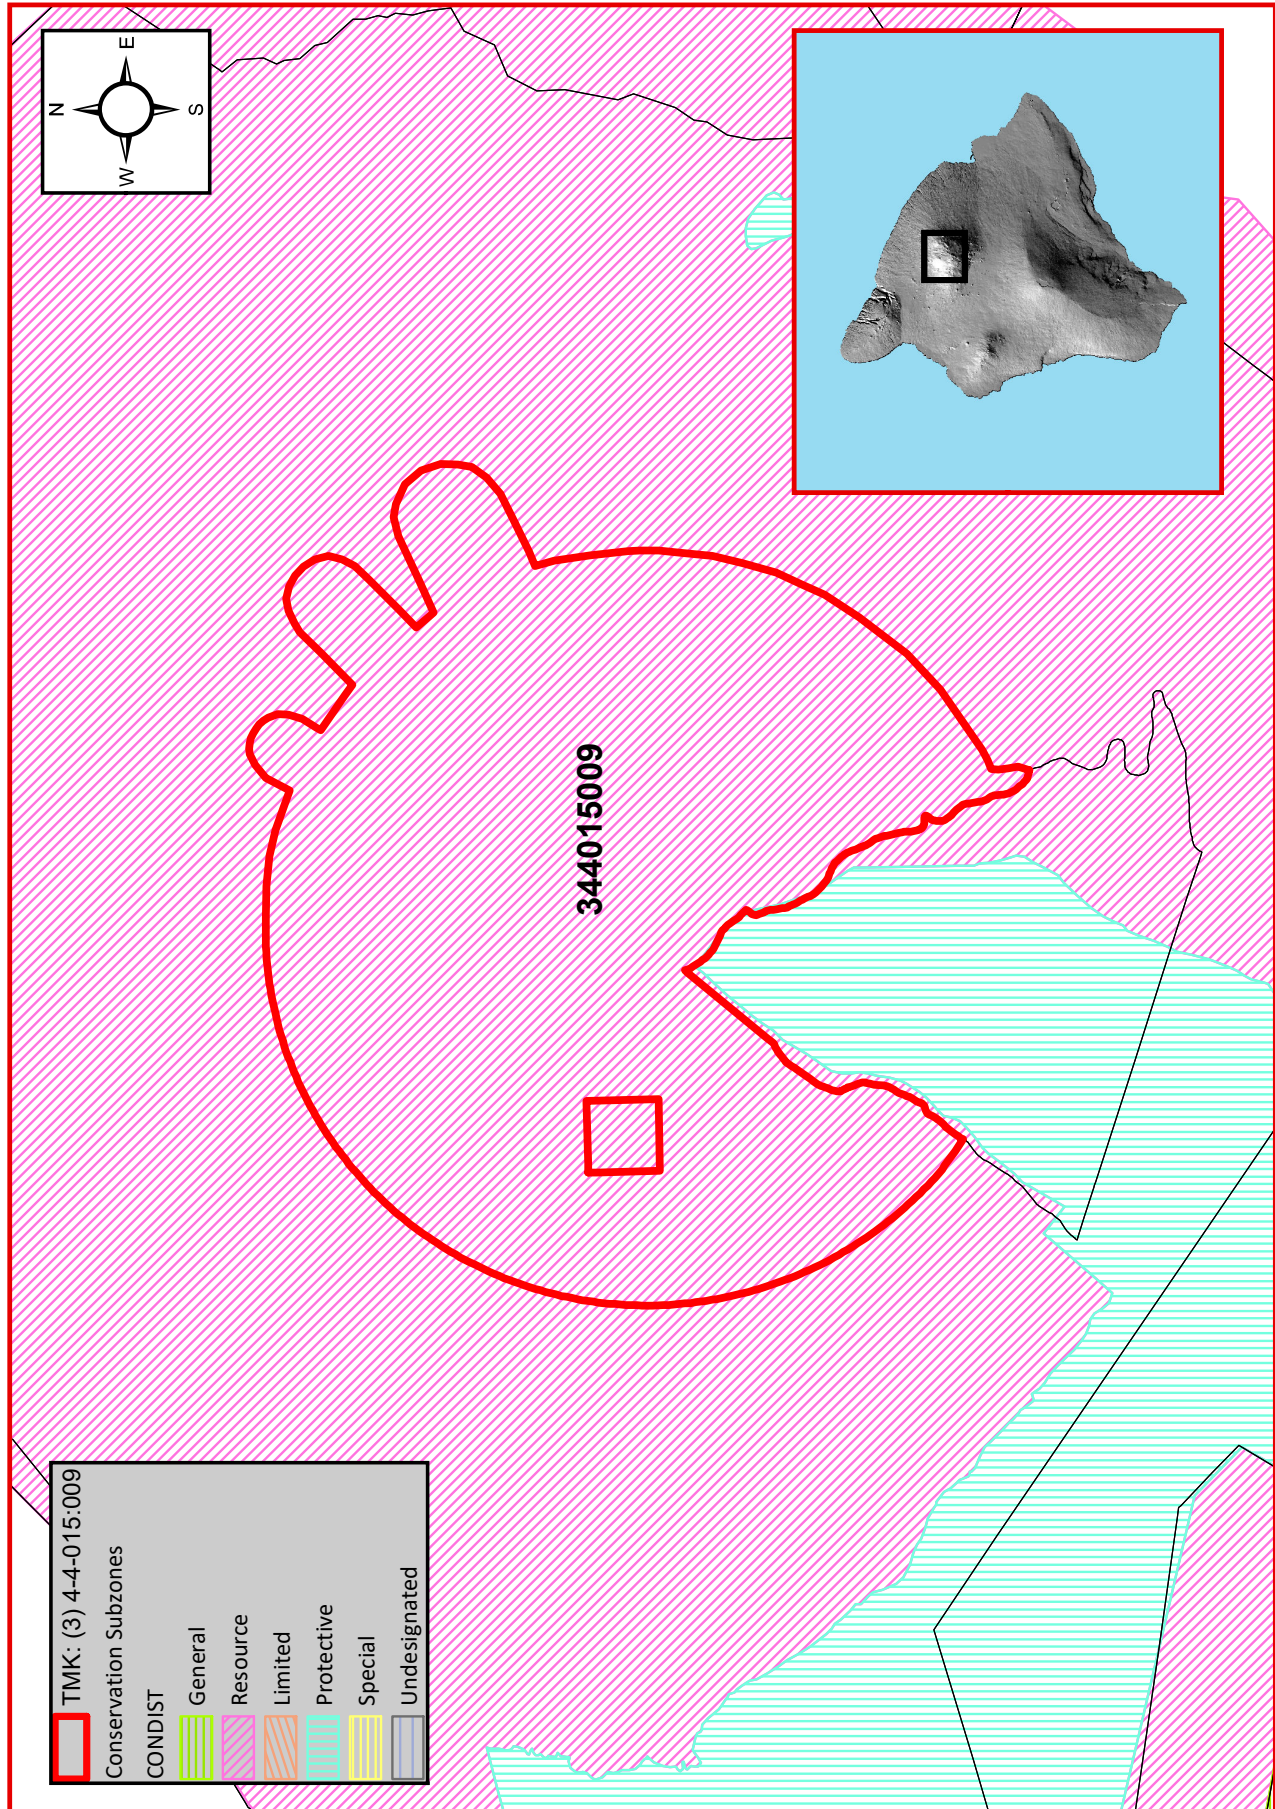 TMK: (3) 4-4-015:009
Conservation Subzones
CONDIST
General
Resource
Limited
Protective
Special
Undesignated
344015009
N
W
E
S